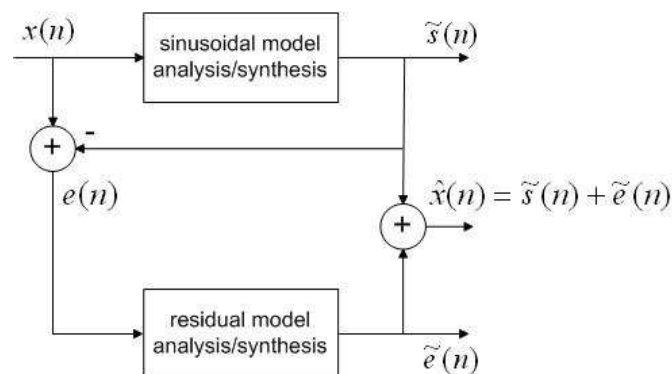 x(n)
sinusoidal model
analysis/synthesis
s̃(n)
+
-
e(n)
x̂(n) = s̃(n) + ẽ(n)
+
residual model
analysis/synthesis
ẽ(n)